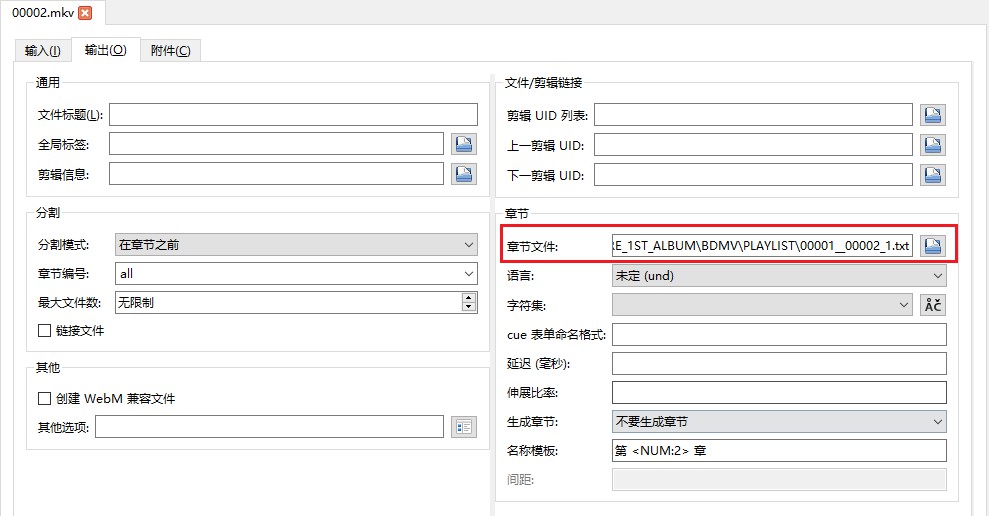 00002.mkv
输入(I) 输出(O) 附件(C)
通用
文件标题(L):
全局标签:
剪辑信息:
分割
分割模式: 在章节之前
章节编号: all
最大文件数: 无限制
链接文件
其他
创建 WebM 兼容文件
其他选项:
文件/剪辑链接
剪辑 UID 列表:
上一剪辑 UID:
下一剪辑 UID:
章节
章节文件: RE_1ST_ALBUM\BDMV\PLAYLIST\00001__00002_1.txt
语言: 未定 (und)
字符集: ÅČ
cue 表单命名格式:
延迟 (毫秒):
伸展比率:
生成章节: 不要生成章节
名称模板: 第 <NUM:2> 章
间距: